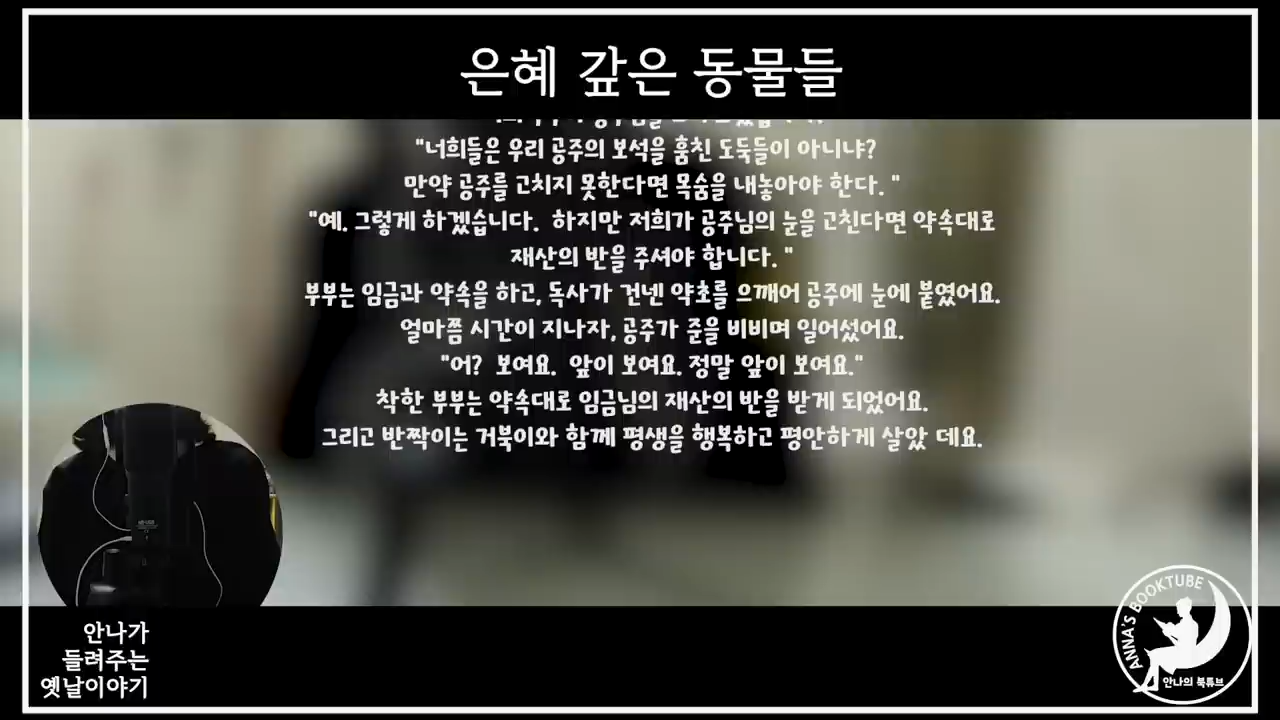 은혜 갚은 동물들
"너희들은 우리 공주의 보석을 훔친 도둑들이 아니냐?
만약 공주를 고치지 못한다면 목숨을 내놓아야 한다. "
"예. 그렇게 하겠습니다. 하지만 저희가 공주님의 눈을 고친다면 약속대로
재산의 반을 주셔야 합니다. "
부부는 임금과 약속을 하고, 독사가 건넨 약초를 으깨어 공주에 눈에 붙였어요.
얼마쯤 시간이 지나자, 공주가 준을 비비며 일어섰어요.
"어? 보여요. 앞이 보여요. 정말 앞이 보여요."
착한 부부는 약속대로 임금님의 재산의 반을 받게 되었어요.
그리고 반짝이는 거북이와 함께 평생을 행복하고 평안하게 살았 데요.
안나가
들려주는
옛날이야기
ANNA'S BOOKTUBE
안나의 북튜브